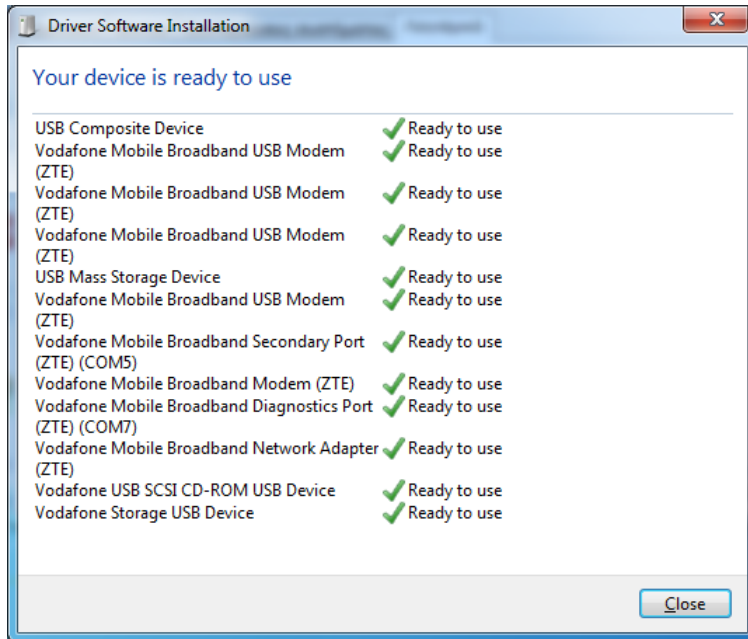 Driver Software Installation
Your device is ready to use
USB Composite Device Ready to use
Vodafone Mobile Broadband USB Modem Ready to use
(ZTE)
Vodafone Mobile Broadband USB Modem Ready to use
(ZTE)
Vodafone Mobile Broadband USB Modem Ready to use
(ZTE)
USB Mass Storage Device Ready to use
Vodafone Mobile Broadband USB Modem Ready to use
(ZTE)
Vodafone Mobile Broadband Secondary Port Ready to use
(ZTE) (COM5)
Vodafone Mobile Broadband Modem (ZTE) Ready to use
Vodafone Mobile Broadband Diagnostics Port Ready to use
(ZTE) (COM7)
Vodafone Mobile Broadband Network Adapter Ready to use
(ZTE)
Vodafone USB SCSI CD-ROM USB Device Ready to use
Vodafone Storage USB Device Ready to use
Close